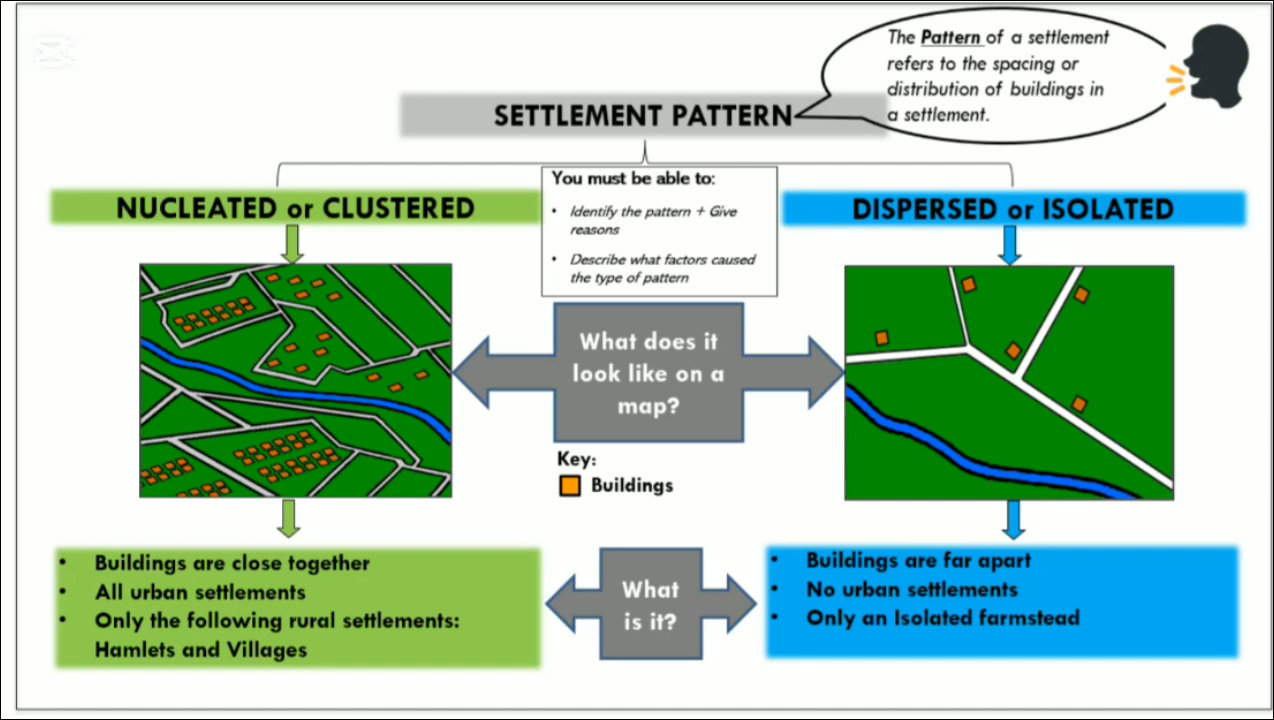 The Pattern of a settlement
refers to the spacing or
distribution of buildings in
a settlement.
SETTLEMENT PATTERN
NUCLEATED or CLUSTERED
You must be able to:
• Identify the pattern + Give
reasons
• Describe what factors caused
the type of pattern
DISPERSED or ISOLATED
What does it
look like on a
map?
Key:
Buildings
• Buildings are close together
• All urban settlements
• Only the following rural settlements:
Hamlets and Villages
What
is it?
• Buildings are far apart
• No urban settlements
• Only an Isolated farmstead